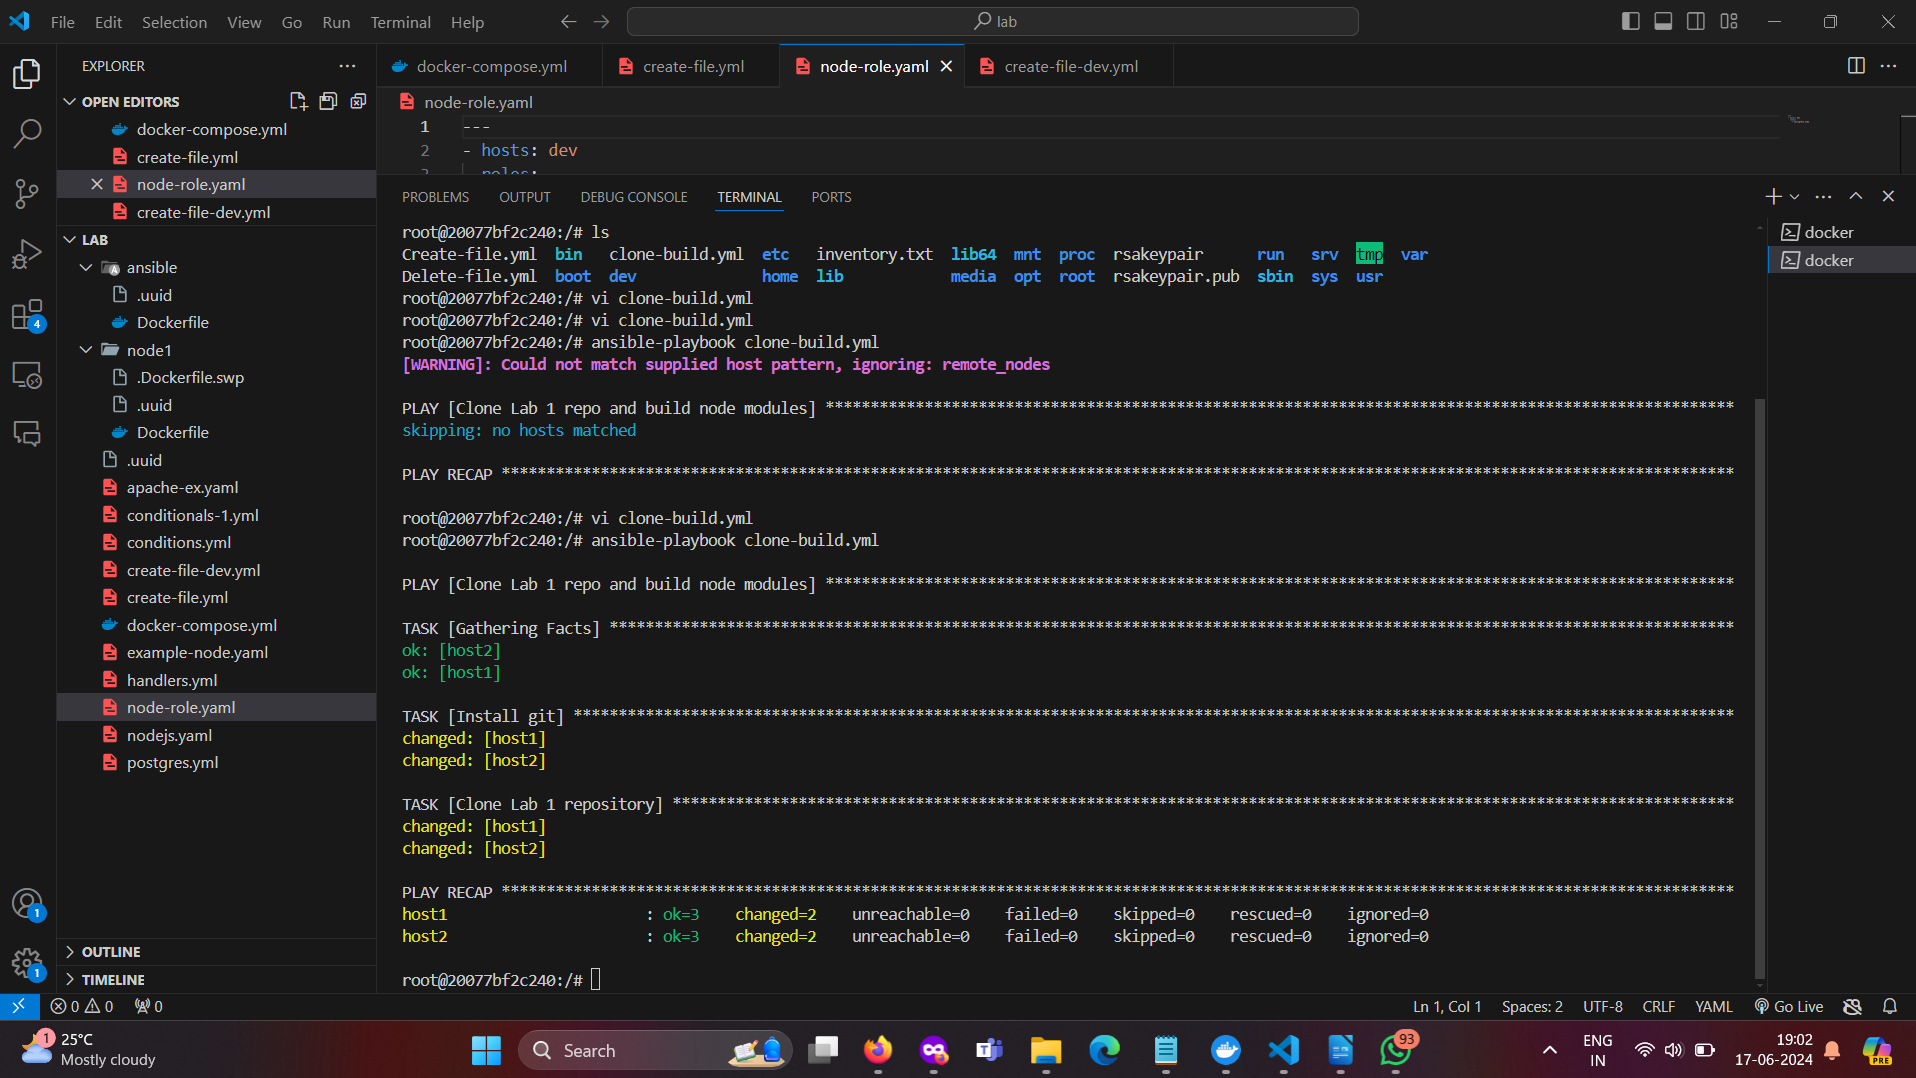 File Edit Selection View Go Run Terminal Help
lab
EXPLORER
OPEN EDITORS
docker-compose.yml
create-file.yml
node-role.yaml
create-file-dev.yml
LAB
ansible
.uuid
Dockerfile
node1
.Dockerfile.swp
.uuid
Dockerfile
.uuid
apache-ex.yaml
conditionals-1.yml
conditions.yml
create-file-dev.yml
create-file.yml
docker-compose.yml
example-node.yaml
handlers.yml
node-role.yaml
nodejs.yaml
postgres.yml
OUTLINE
TIMELINE
4
1
1
docker-compose.yml create-file.yml node-role.yaml create-file-dev.yml
node-role.yaml
1 ---
2 - hosts: dev
3 roles:
PROBLEMS OUTPUT DEBUG CONSOLE TERMINAL PORTS
docker
docker
root@20077bf2c240:/# ls
Create-file.yml bin clone-build.yml etc inventory.txt lib64 mnt proc rsakeypair run srv tmp var
Delete-file.yml boot dev home lib media opt root rsakeypair.pub sbin sys usr
root@20077bf2c240:/# vi clone-build.yml
root@20077bf2c240:/# vi clone-build.yml
root@20077bf2c240:/# ansible-playbook clone-build.yml
[WARNING]: Could not match supplied host pattern, ignoring: remote_nodes
PLAY [Clone Lab 1 repo and build node modules] *****************************************************************************************************
skipping: no hosts matched
PLAY RECAP *****************************************************************************************************************************************
root@20077bf2c240:/# vi clone-build.yml
root@20077bf2c240:/# ansible-playbook clone-build.yml
PLAY [Clone Lab 1 repo and build node modules] *****************************************************************************************************
TASK [Gathering Facts] *****************************************************************************************************************************
ok: [host2]
ok: [host1]
TASK [Install git] *********************************************************************************************************************************
changed: [host1]
changed: [host2]
TASK [Clone Lab 1 repository] **********************************************************************************************************************
changed: [host1]
changed: [host2]
PLAY RECAP *****************************************************************************************************************************************
host1 : ok=3 changed=2 unreachable=0 failed=0 skipped=0 rescued=0 ignored=0
host2 : ok=3 changed=2 unreachable=0 failed=0 skipped=0 rescued=0 ignored=0
root@20077bf2c240:/#
0 0 0
Ln 1, Col 1 Spaces: 2 UTF-8 CRLF YAML Go Live
1
25°C
Mostly cloudy
Search
93
ENG
IN
19:02
17-06-2024
PRE